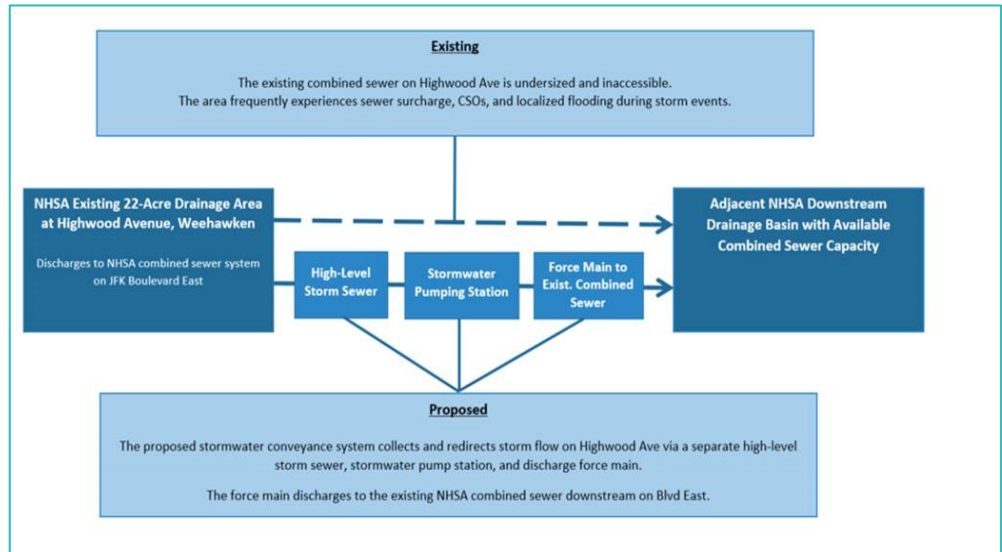 Existing
The existing combined sewer on Highwood Ave is undersized and inaccessible.
The area frequently experiences sewer surcharge, CSOs, and localized flooding during storm events.
NHSA Existing 22-Acre Drainage Area
at Highwood Avenue, Weehawken
Discharges to NHSA combined sewer system
on JFK Boulevard East
High-Level
Storm Sewer
Stormwater
Pumping Station
Force Main to
Exist. Combined
Sewer
Adjacent NHSA Downstream
Drainage Basin with Available
Combined Sewer Capacity
Proposed
The proposed stormwater conveyance system collects and redirects storm flow on Highwood Ave via a separate high-level
storm sewer, stormwater pump station, and discharge force main.
The force main discharges to the existing NHSA combined sewer downstream on Blvd East.